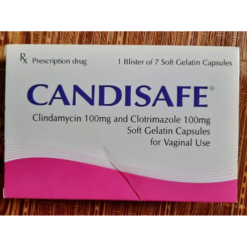 Rx Prescription drug 1 Blister of 7 Soft Gelatin Capsules
CANDISAFE®
Clindamycin 100mg and Clotrimazole 100mg
Soft Gelatin Capsules
for Vaginal Use